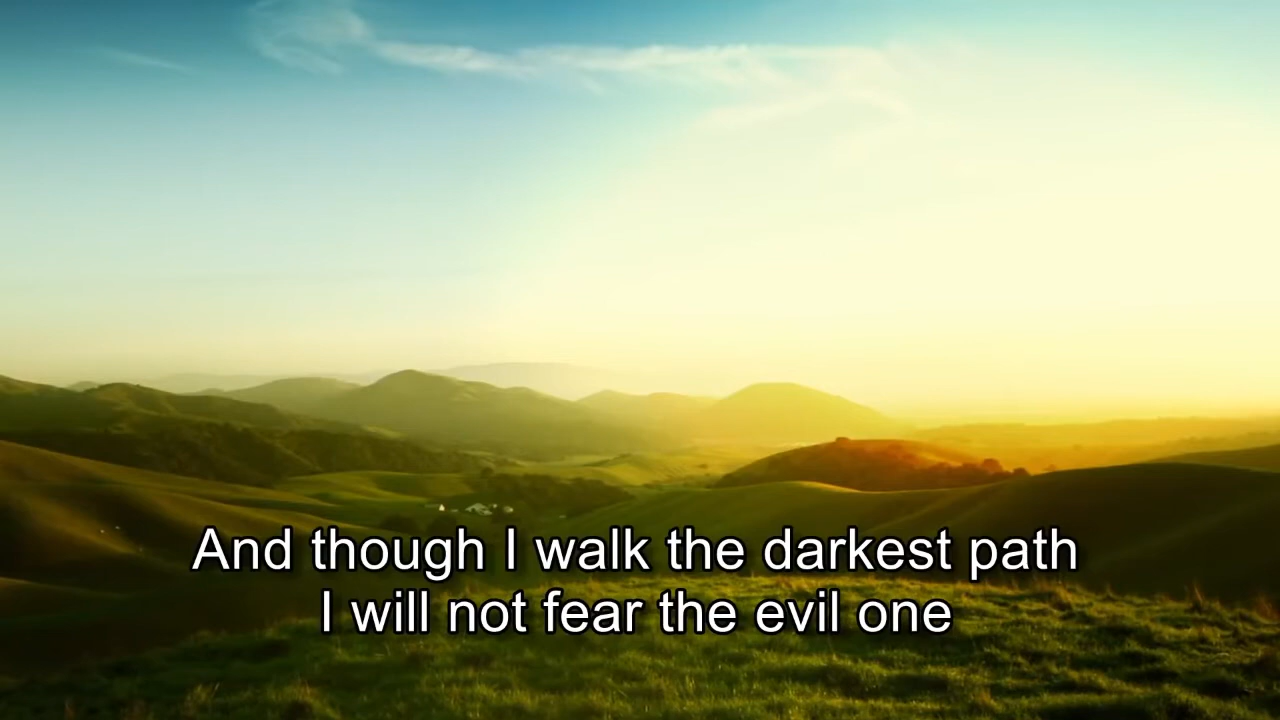 And though I walk the darkest path
I will not fear the evil one